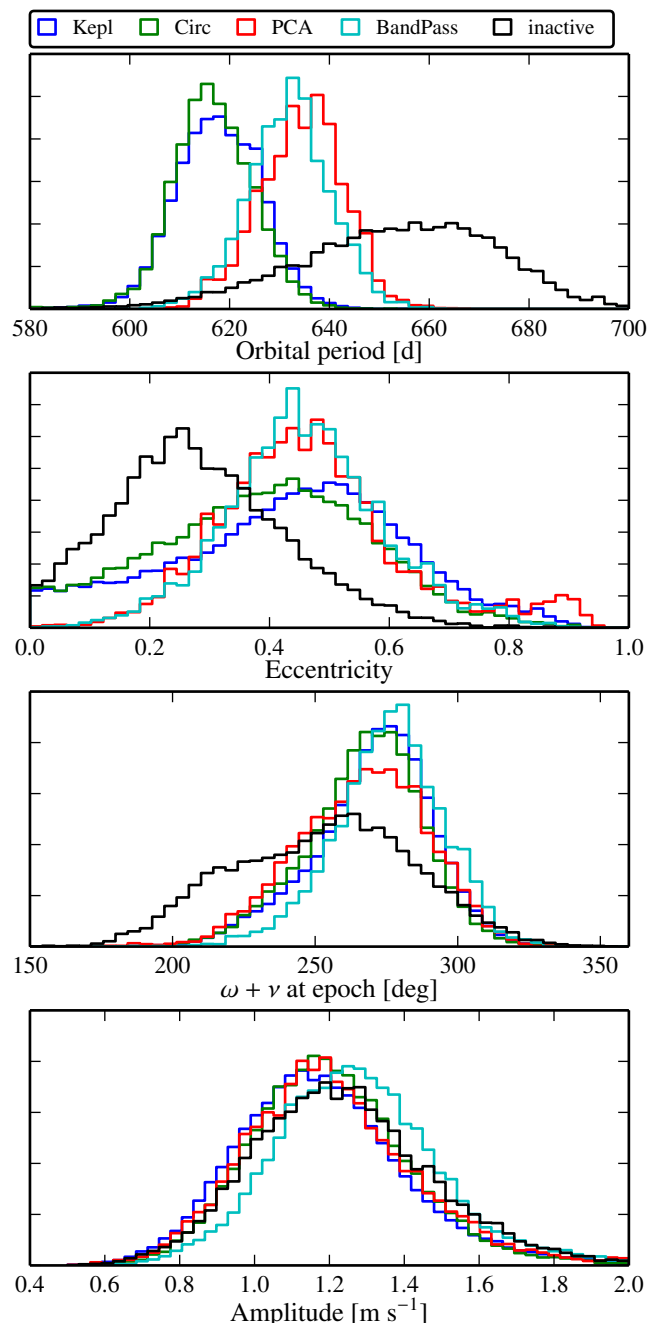 Kepl Circ PCA BandPass inactive
580 600 620 640 660 680 700
Orbital period [d]
0.0 0.2 0.4 0.6 0.8 1.0
Eccentricity
150 200 250 300 350
ω + ν at epoch [deg]
0.4 0.6 0.8 1.0 1.2 1.4 1.6 1.8 2.0
Amplitude [m s⁻¹]